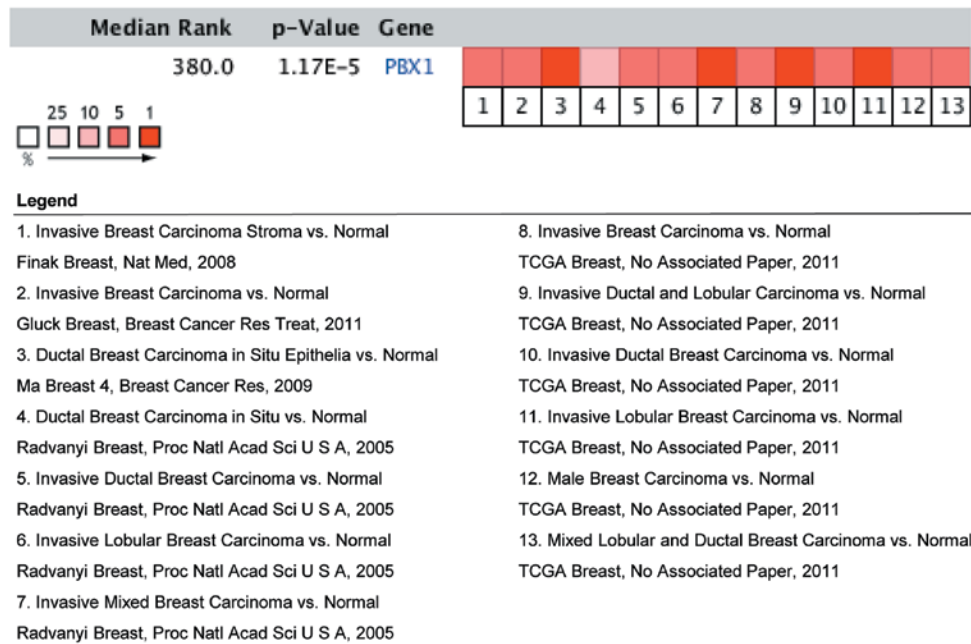 Median Rank p-Value Gene
380.0 1.17E-5 PBX1
1 2 3 4 5 6 7 8 9 10 11 12 13
25 10 5 1
%
Legend
1. Invasive Breast Carcinoma Stroma vs. Normal
Finak Breast, Nat Med, 2008
2. Invasive Breast Carcinoma vs. Normal
Gluck Breast, Breast Cancer Res Treat, 2011
3. Ductal Breast Carcinoma in Situ Epithelia vs. Normal
Ma Breast 4, Breast Cancer Res, 2009
4. Ductal Breast Carcinoma in Situ vs. Normal
Radvanyi Breast, Proc Natl Acad Sci U S A, 2005
5. Invasive Ductal Breast Carcinoma vs. Normal
Radvanyi Breast, Proc Natl Acad Sci U S A, 2005
6. Invasive Lobular Breast Carcinoma vs. Normal
Radvanyi Breast, Proc Natl Acad Sci U S A, 2005
7. Invasive Mixed Breast Carcinoma vs. Normal
Radvanyi Breast, Proc Natl Acad Sci U S A, 2005
8. Invasive Breast Carcinoma vs. Normal
TCGA Breast, No Associated Paper, 2011
9. Invasive Ductal and Lobular Carcinoma vs. Normal
TCGA Breast, No Associated Paper, 2011
10. Invasive Ductal Breast Carcinoma vs. Normal
TCGA Breast, No Associated Paper, 2011
11. Invasive Lobular Breast Carcinoma vs. Normal
TCGA Breast, No Associated Paper, 2011
12. Male Breast Carcinoma vs. Normal
TCGA Breast, No Associated Paper, 2011
13. Mixed Lobular and Ductal Breast Carcinoma vs. Normal
TCGA Breast, No Associated Paper, 2011